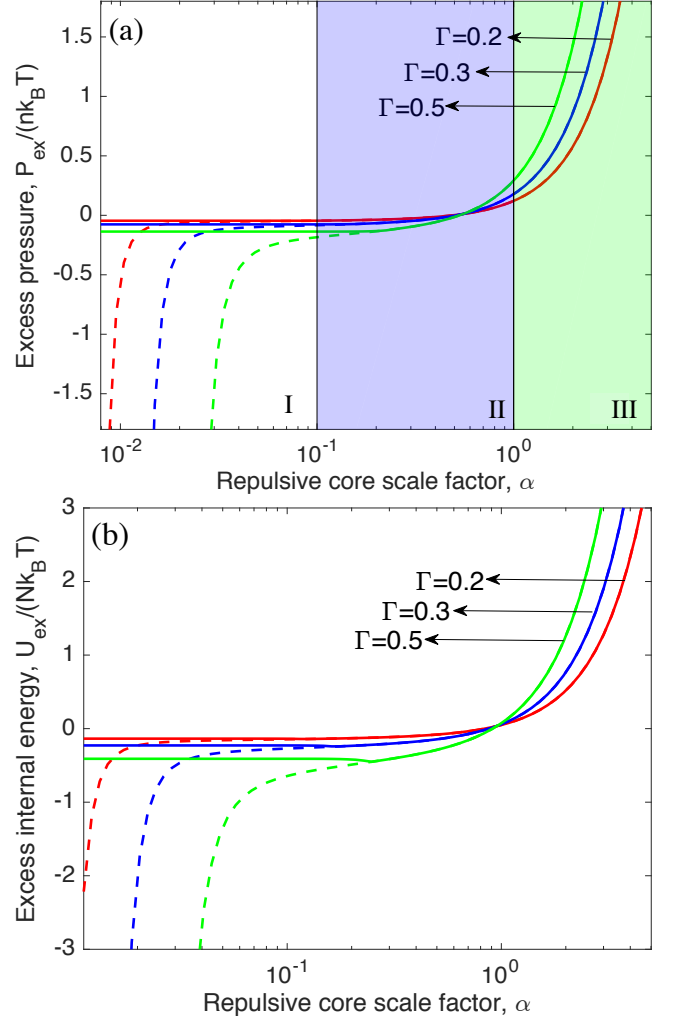 (a)
Excess pressure, P_ex/(nk_BT)
1.5
1
0.5
0
-0.5
-1
-1.5
Γ=0.2
Γ=0.3
Γ=0.5
I
II
III
10^-2
10^-1
10^0
Repulsive core scale factor, α
(b)
Excess internal energy, U_ex/(Nk_BT)
3
2
1
0
-1
-2
-3
Γ=0.2
Γ=0.3
Γ=0.5
10^-1
10^0
Repulsive core scale factor, α